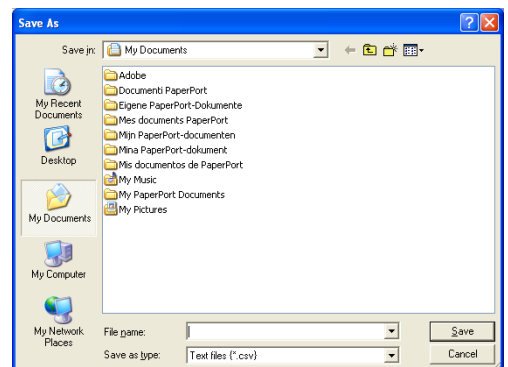 Save As
Save in:
My Documents
My Recent
Documents
Desktop
My Documents
My Computer
My Network
Places
Adobe
Documenti PaperPort
Eigene PaperPort-Dokumente
Mes documents PaperPort
Mijn PaperPort-documenten
Mina PaperPort-dokument
Mis documentos de PaperPort
My Music
My PaperPort Documents
My Pictures
File name:
Save
Save as type:
Text files (*.csv)
Cancel